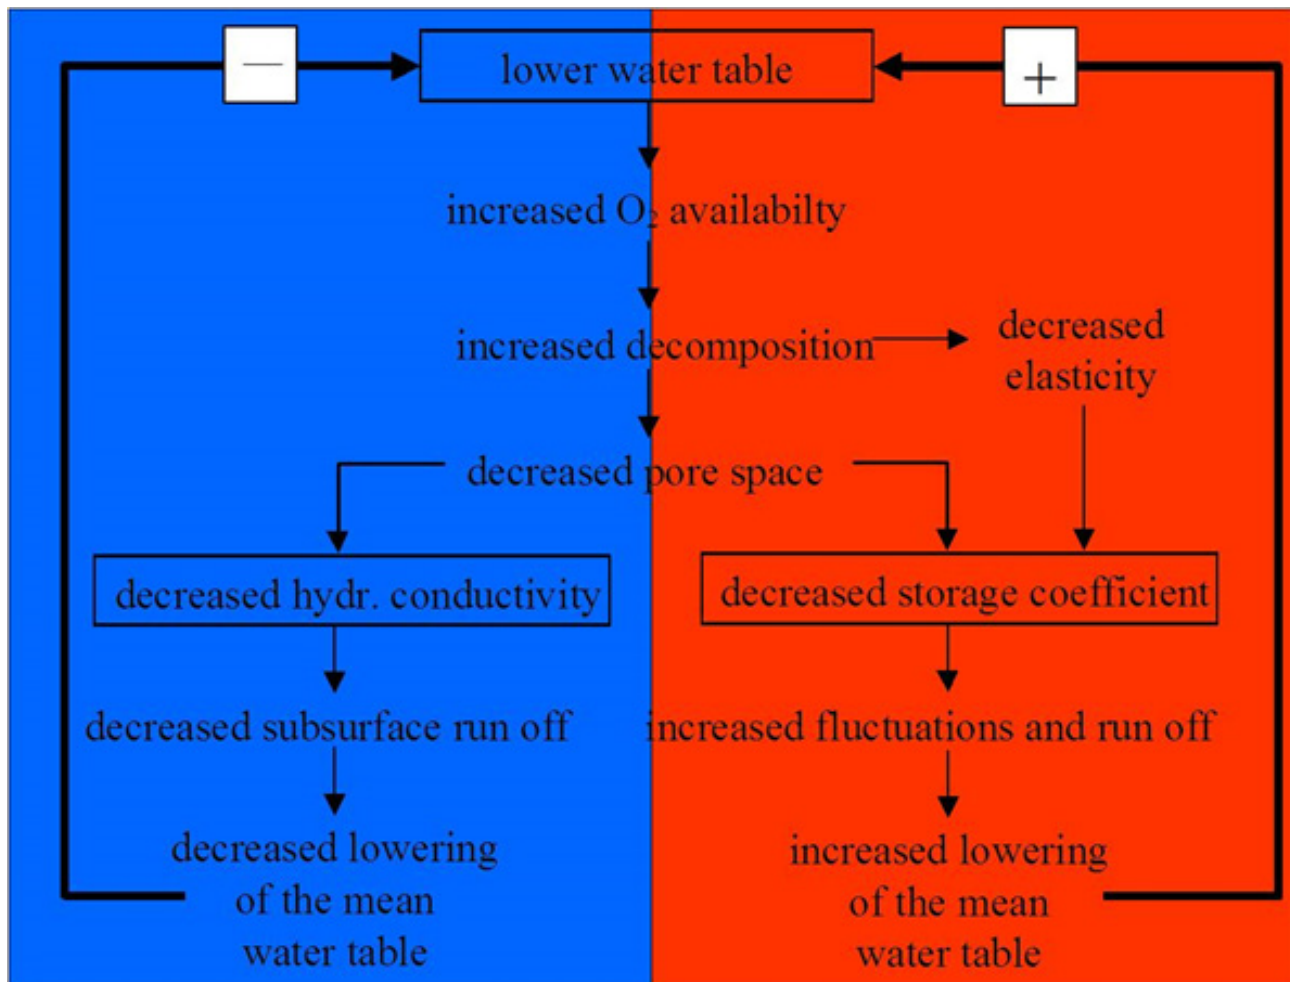 —
lower water table
+
increased O₂ availabilty
increased decomposition
decreased
elasticity
decreased pore space
decreased hydr. conductivity
decreased storage coefficient
decreased subsurface run off
increased fluctuations and run off
decreased lowering
of the mean
water table
increased lowering
of the mean
water table